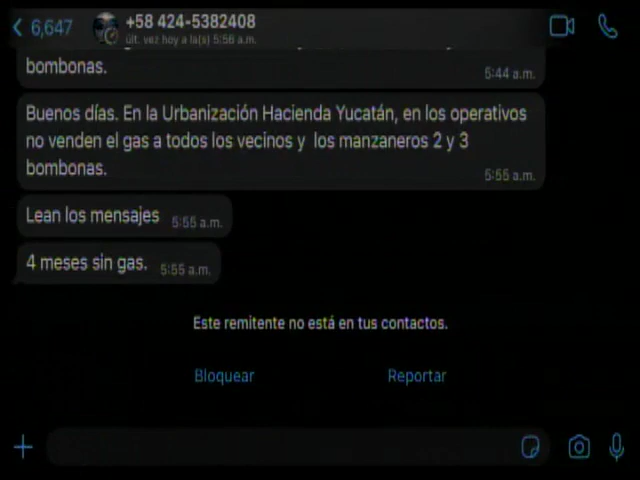 6,647
+58 424-5382408
últ. vez hoy a la(s) 5:56 a.m.
bombonas.
5:44 a.m.
Buenos días. En la Urbanización Hacienda Yucatán, en los operativos
no venden el gas a todos los vecinos y los manzaneros 2 y 3
bombonas.
5:55 a.m.
Lean los mensajes 5:55 a.m.
4 meses sin gas. 5:55 a.m.
Este remitente no está en tus contactos.
Bloquear Reportar